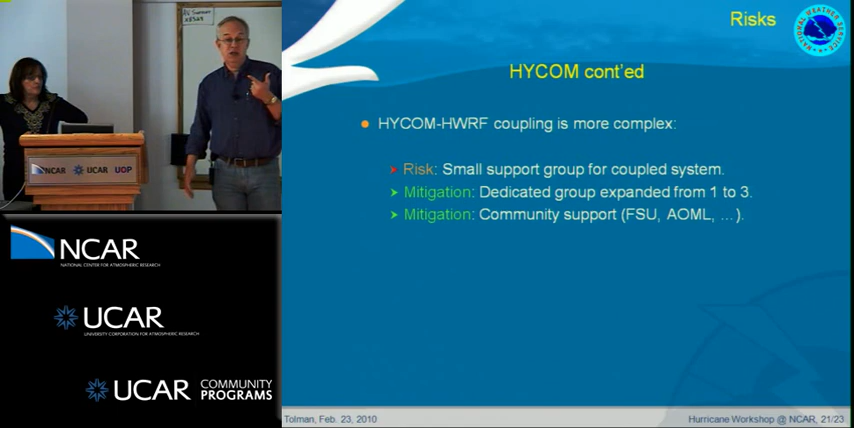 Risks
NATIONAL WEATHER SERVICE
HYCOM cont'ed
HYCOM-HWRF coupling is more complex:
Risk: Small support group for coupled system.
Mitigation: Dedicated group expanded from 1 to 3.
Mitigation: Community support (FSU, AOML, ...).
Tolman, Feb. 23, 2010
Hurricane Workshop @ NCAR, 21/23
NCAR UCAR UOP
NCAR
NATIONAL CENTER FOR ATMOSPHERIC RESEARCH
UCAR
UNIVERSITY CORPORATION FOR ATMOSPHERIC RESEARCH
UCAR COMMUNITY
PROGRAMS